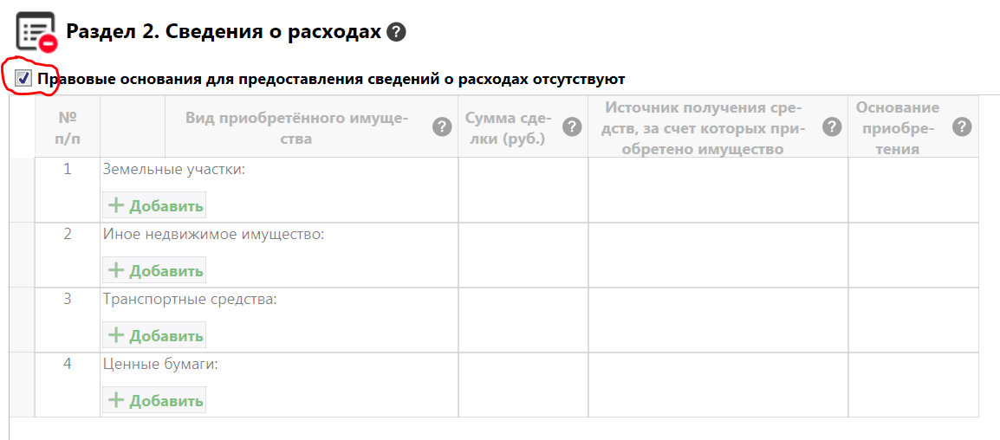 Раздел 2. Сведения о расходах ?
Правовые основания для предоставления сведений о расходах отсутствуют
№
п/п
Вид приобретённого имуще-
ства
?
Сумма сде-
лки (руб.)
?
Источник получения сре-
дств, за счет которых при-
обретено имущество
?
Основание
приобре-
тения
?
1
Земельные участки:
+ Добавить
2
Иное недвижимое имущество:
+ Добавить
3
Транспортные средства:
+ Добавить
4
Ценные бумаги:
+ Добавить